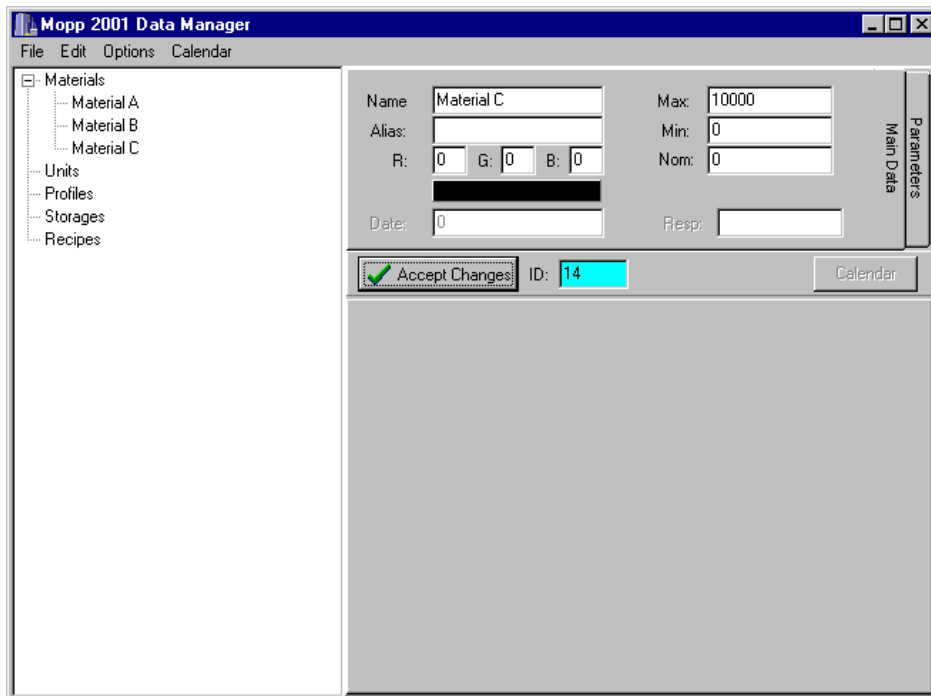 Mopp 2001 Data Manager
File Edit Options Calendar
Materials
Material A
Material B
Material C
Units
Profiles
Storages
Recipes
Name Material C Max: 10000
Alias: Min: 0
R: 0 G: 0 B: 0 Nom: 0
Date: 0 Resp:
Main Data
Parameters
Accept Changes ID: 14 Calendar